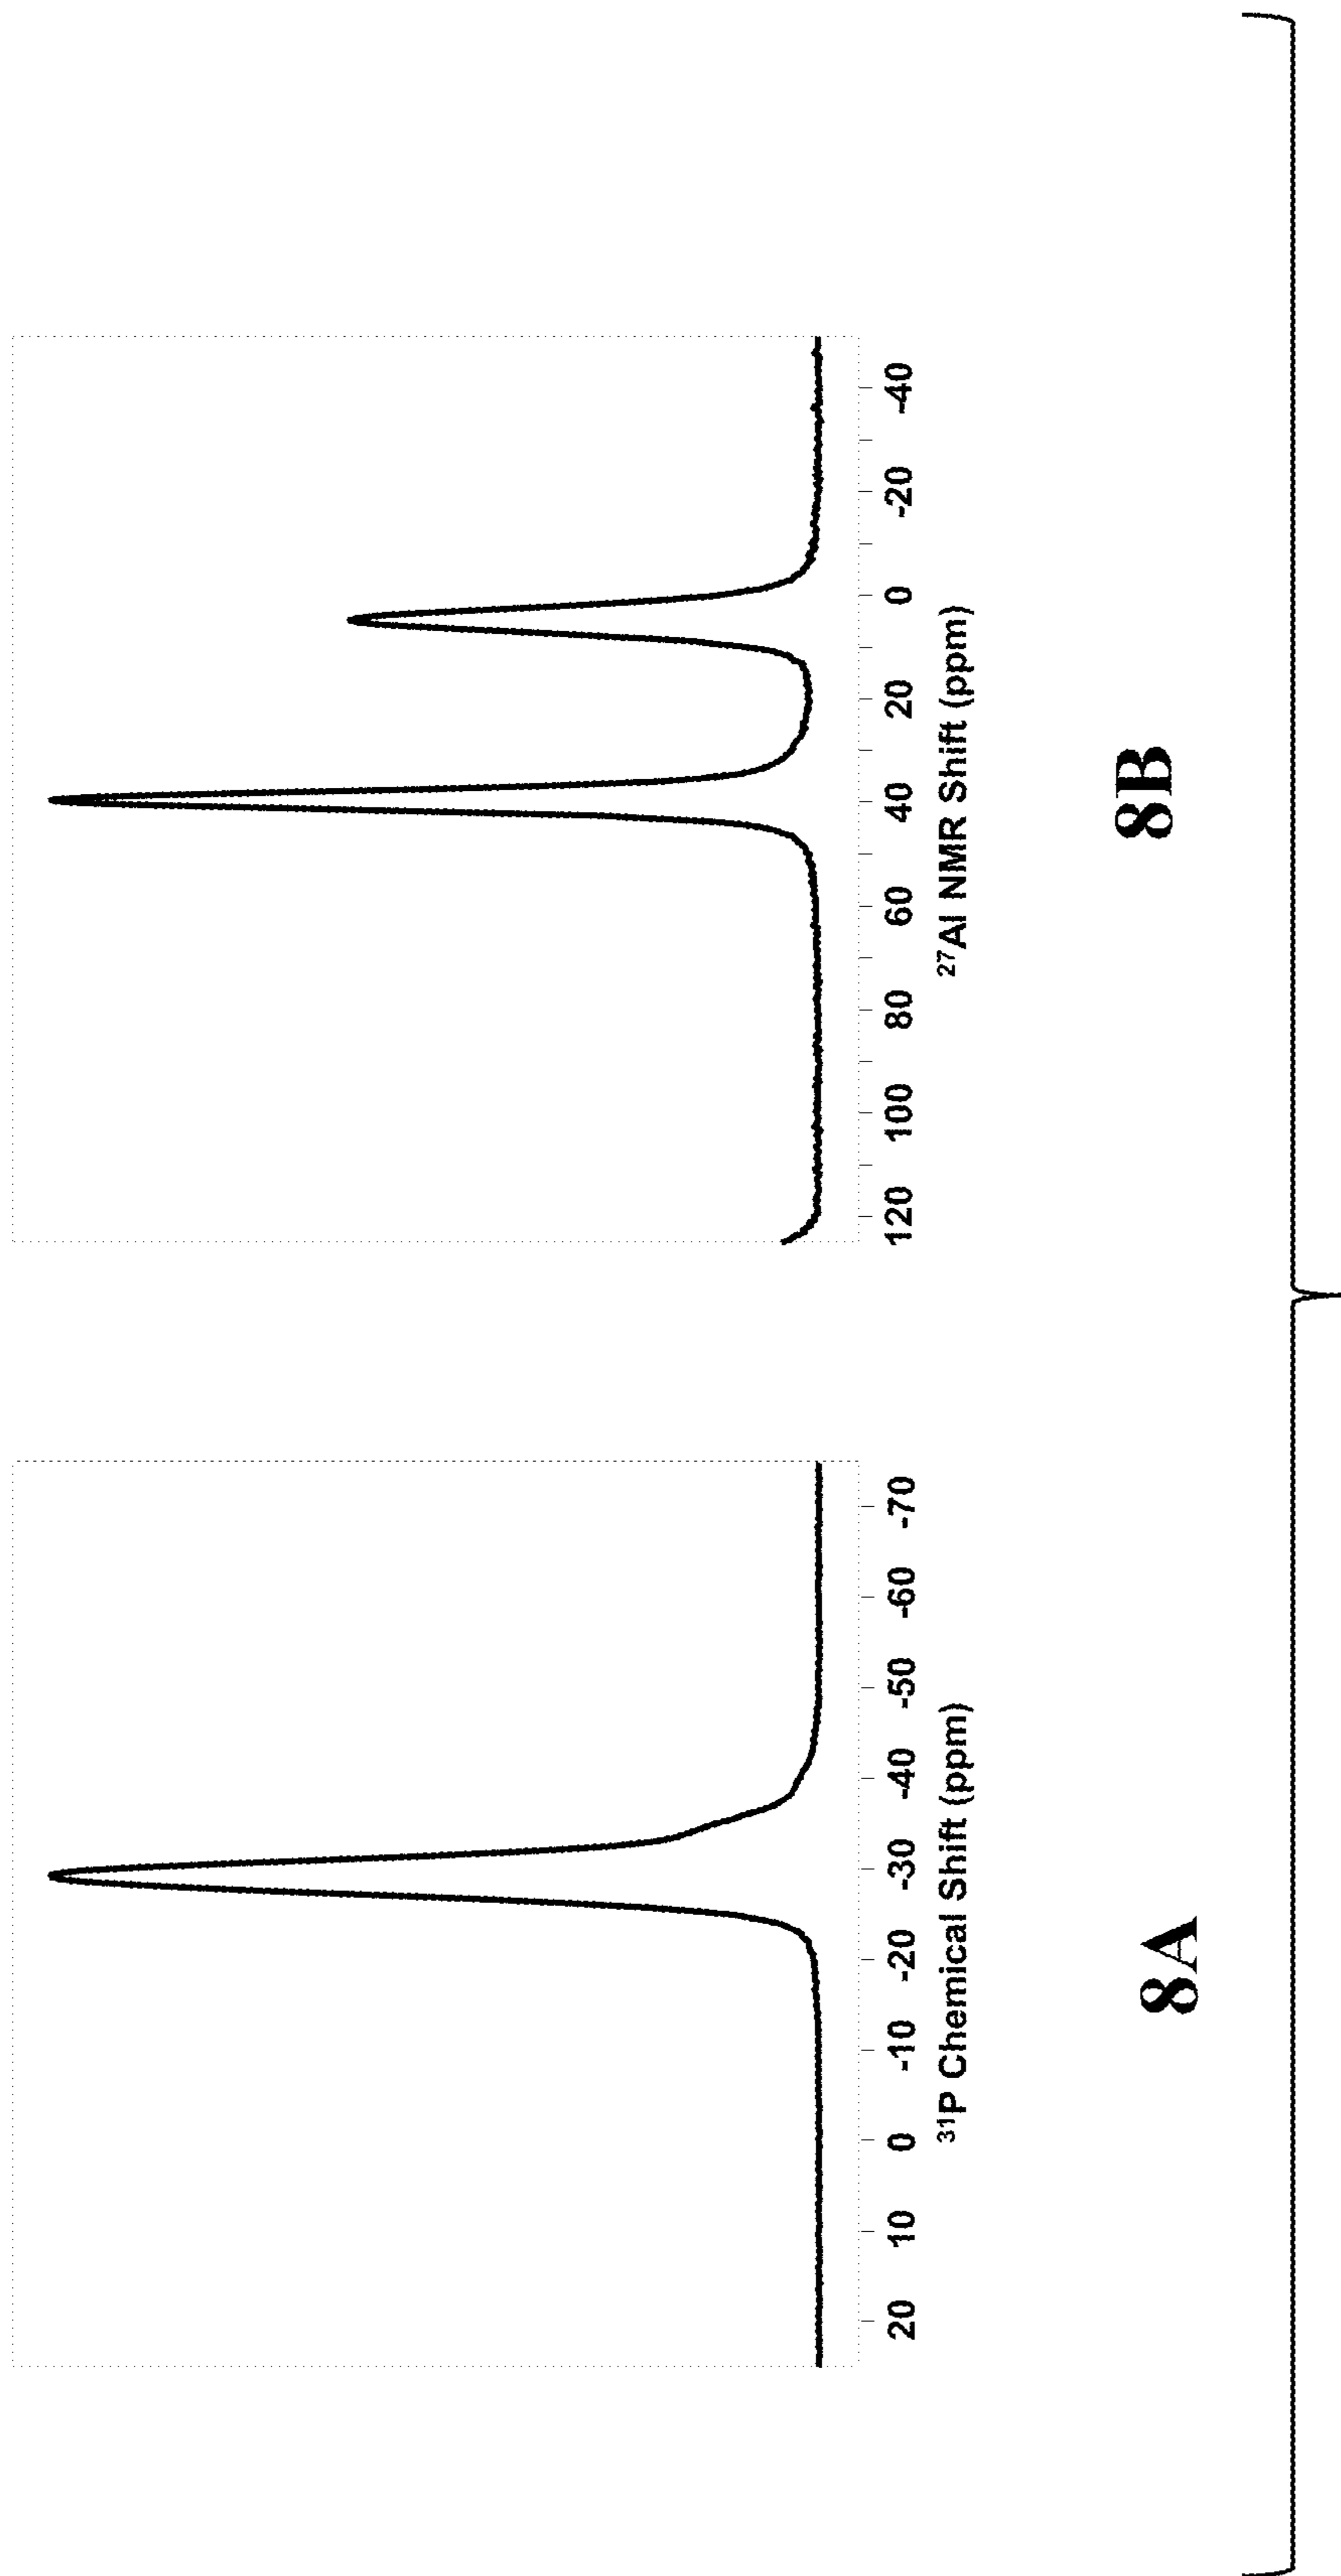 20 10 0 -10 -20 -30 -40 -50 -60 -70
³¹P Chemical Shift (ppm)
8A
120 100 80 60 40 20 0 -20 -40
²⁷Al NMR Shift (ppm)
8B